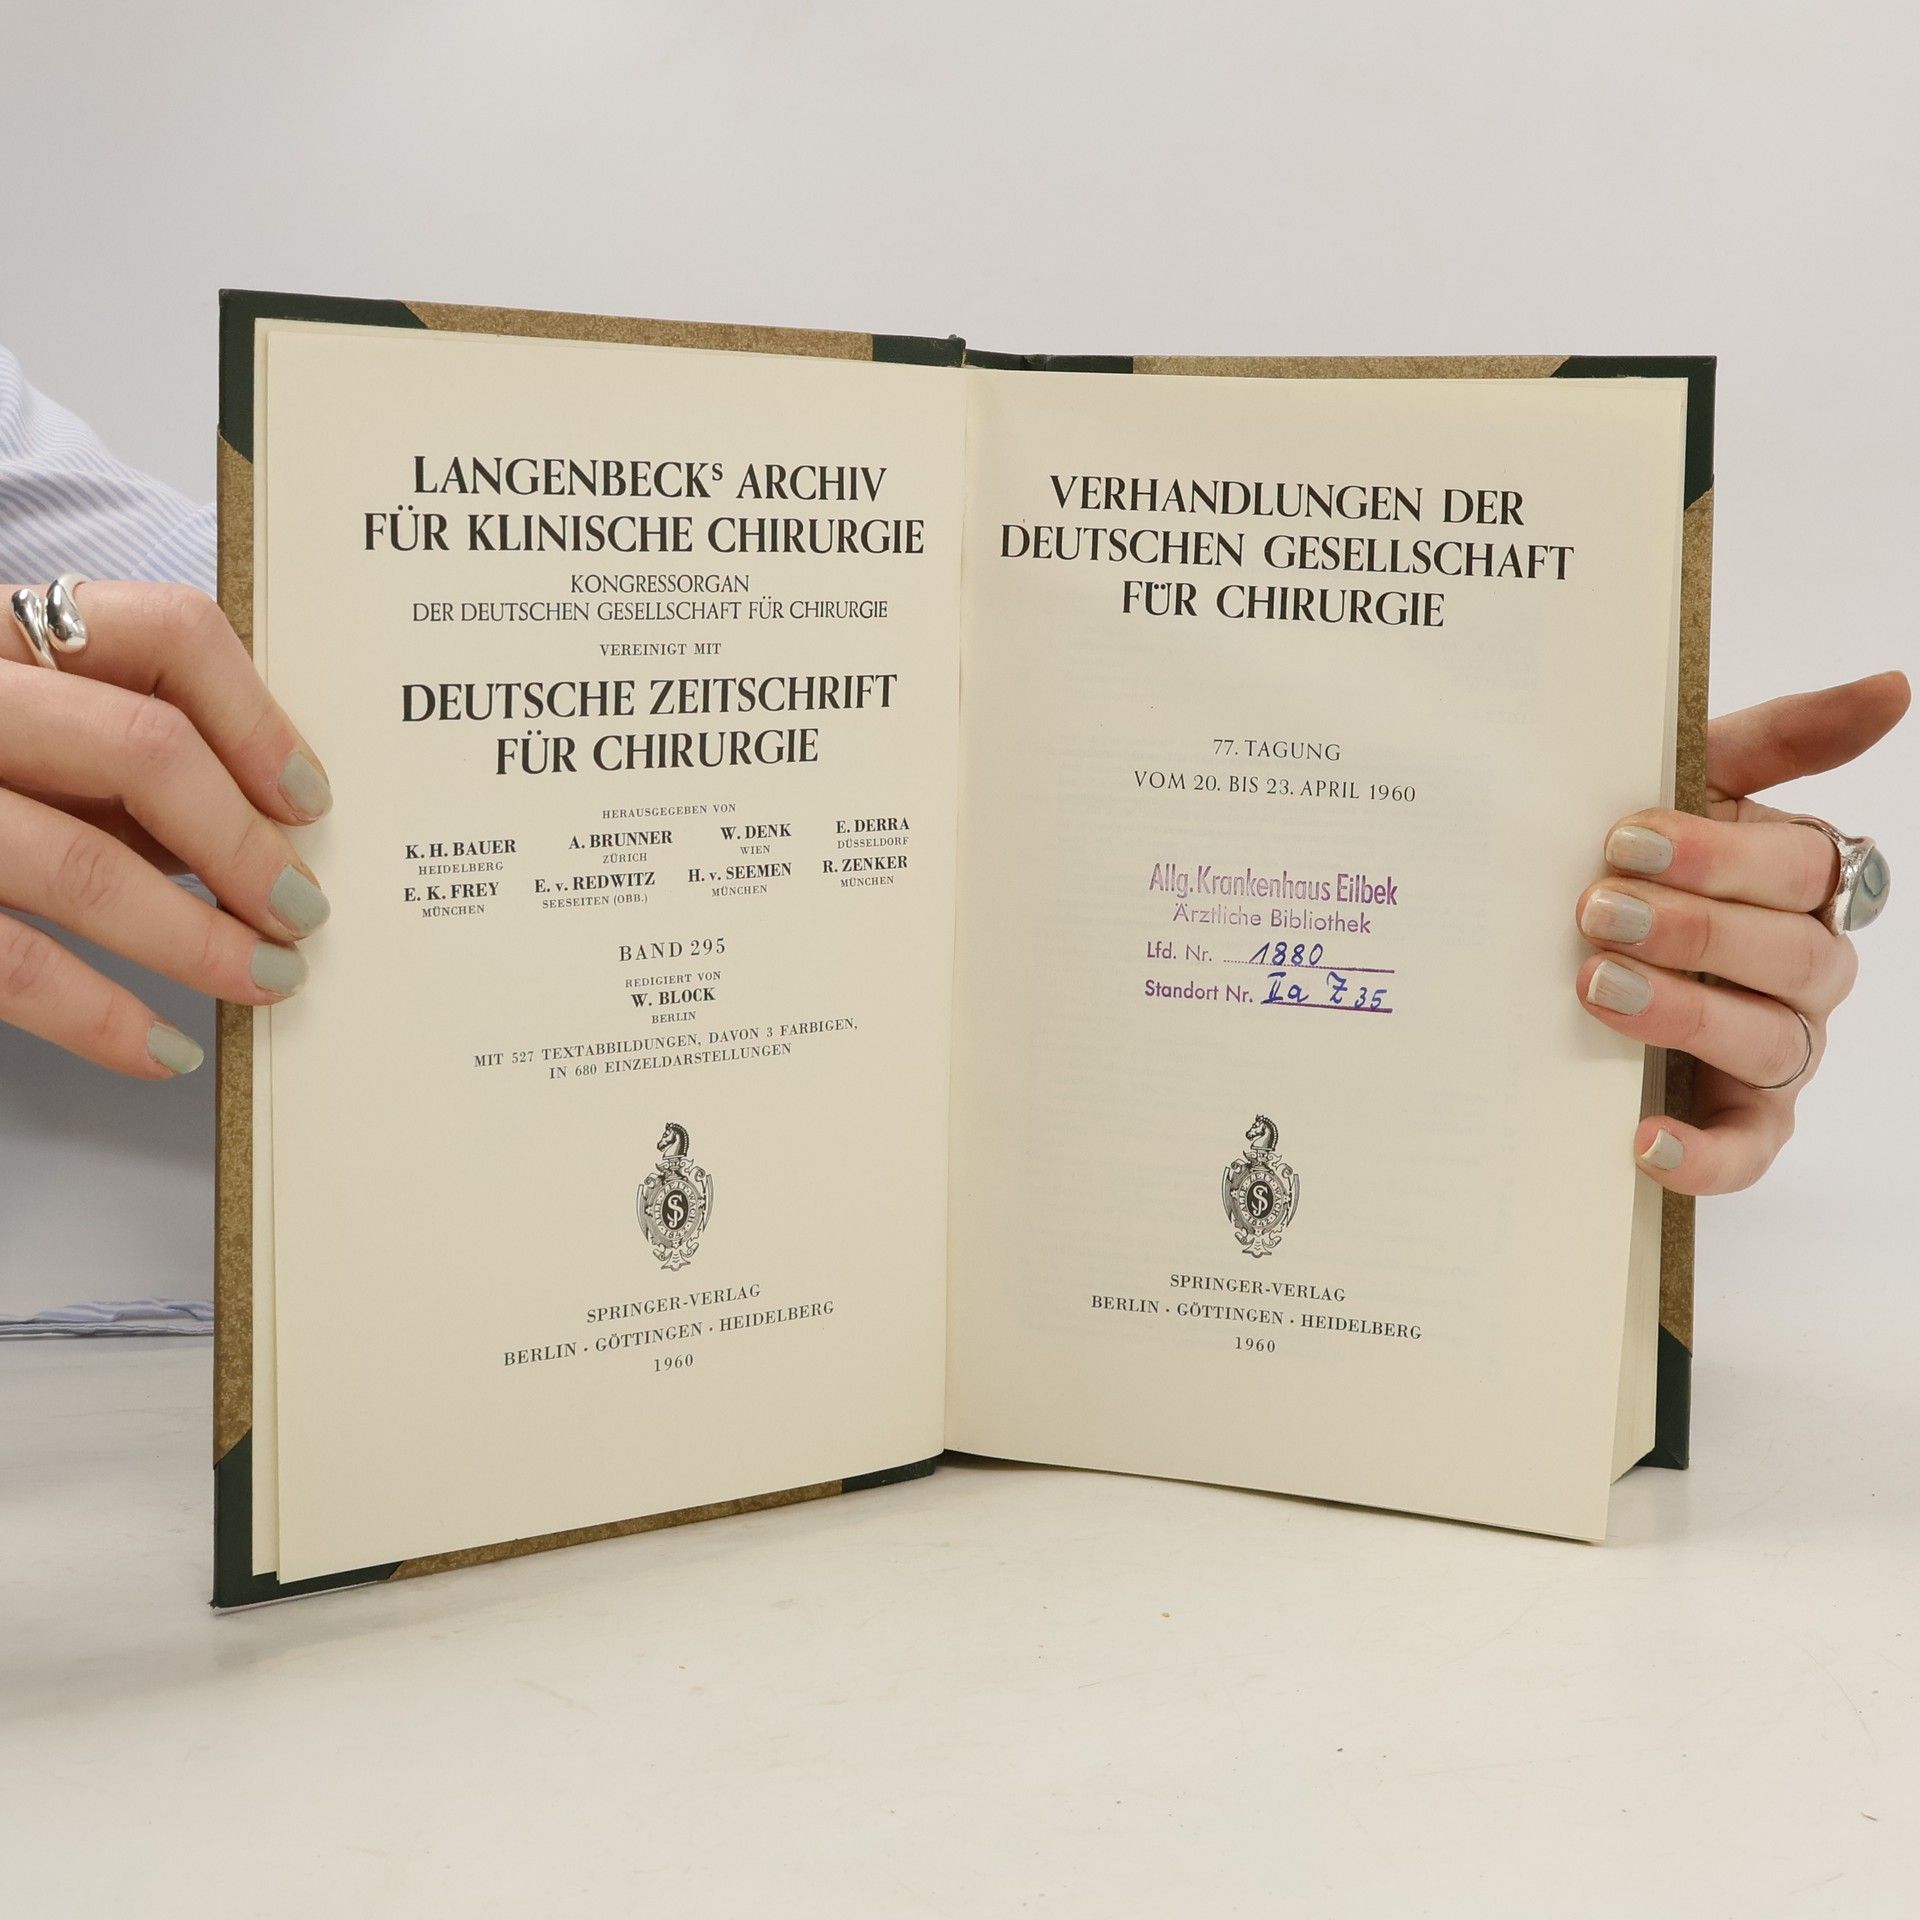 LANGENBECKˢ ARCHIV
FÜR KLINISCHE CHIRURGIE
KONGRESSORGAN
DER DEUTSCHEN GESELLSCHAFT FÜR CHIRURGIE
VEREINIGT MIT
DEUTSCHE ZEITSCHRIFT
FÜR CHIRURGIE
HERAUSGEGEBEN VON
K. H. BAUER A. BRUNNER W. DENK E. DERRA
HEIDELBERG ZÜRICH WIEN DÜSSELDORF
E. K. FREY E. v. REDWITZ H. v. SEEMEN R. ZENKER
MÜNCHEN SEESEITEN (OBB.) MÜNCHEN MÜNCHEN
BAND 295
REDIGIERT VON
W. BLOCK
BERLIN
MIT 527 TEXTABBILDUNGEN, DAVON 3 FARBIGEN,
IN 680 EINZELDARSTELLUNGEN
SPRINGER-VERLAG
BERLIN · GÖTTINGEN · HEIDELBERG
1960
VERHANDLUNGEN DER
DEUTSCHEN GESELLSCHAFT
FÜR CHIRURGIE
77. TAGUNG
VOM 20. BIS 23. APRIL 1960
Allg. Krankenhaus Eilbek
Ärztliche Bibliothek
Lfd. Nr. 1880
Standort Nr. IIa Z 35
SPRINGER-VERLAG
BERLIN · GÖTTINGEN · HEIDELBERG
1960